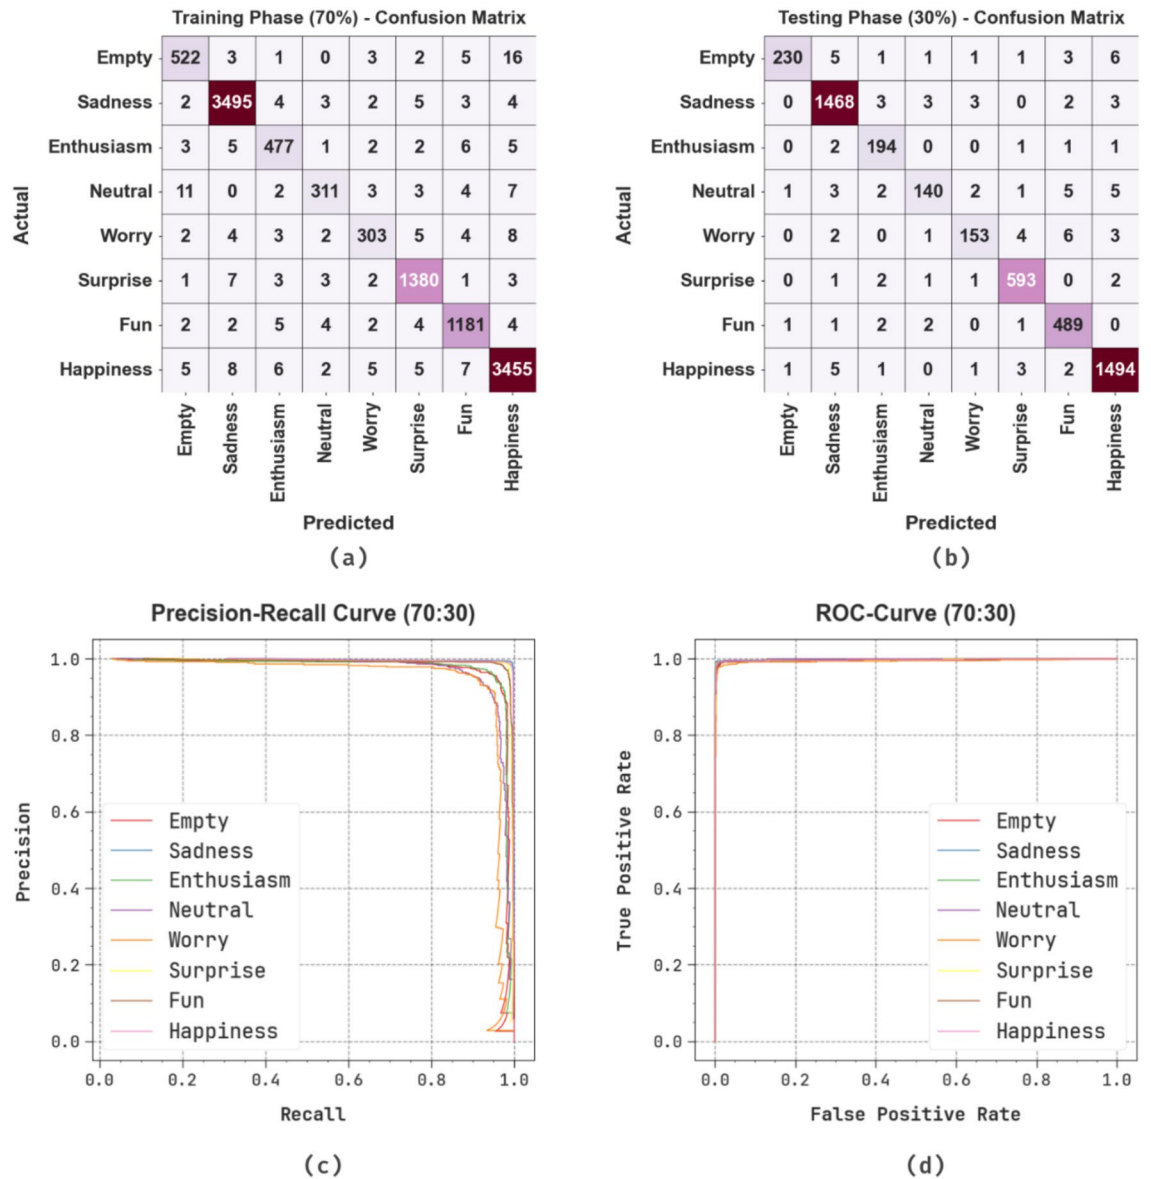 Training Phase (70%) - Confusion Matrix
Actual
Empty 522 3 1 0 3 2 5 16
Sadness 2 3495 4 3 2 5 3 4
Enthusiasm 3 5 477 1 2 2 6 5
Neutral 11 0 2 311 3 3 4 7
Worry 2 4 3 2 303 5 4 8
Surprise 1 7 3 3 2 1380 1 3
Fun 2 2 5 4 2 4 1181 4
Happiness 5 8 6 2 5 5 7 3455
Empty Sadness Enthusiasm Neutral Worry Surprise Fun Happiness
Predicted
(a)
Testing Phase (30%) - Confusion Matrix
Actual
Empty 230 5 1 1 1 1 3 6
Sadness 0 1468 3 3 3 0 2 3
Enthusiasm 0 2 194 0 0 1 1 1
Neutral 1 3 2 140 2 1 5 5
Worry 0 2 0 1 153 4 6 3
Surprise 0 1 2 1 1 593 0 2
Fun 1 1 2 2 0 1 489 0
Happiness 1 5 1 0 1 3 2 1494
Empty Sadness Enthusiasm Neutral Worry Surprise Fun Happiness
Predicted
(b)
Precision-Recall Curve (70:30)
Precision
1.0
0.8
0.6
0.4
0.2
0.0
Empty
Sadness
Enthusiasm
Neutral
Worry
Surprise
Fun
Happiness
0.0 0.2 0.4 0.6 0.8 1.0
Recall
(c)
ROC-Curve (70:30)
True Positive Rate
1.0
0.8
0.6
0.4
0.2
0.0
Empty
Sadness
Enthusiasm
Neutral
Worry
Surprise
Fun
Happiness
0.0 0.2 0.4 0.6 0.8 1.0
False Positive Rate
(d)